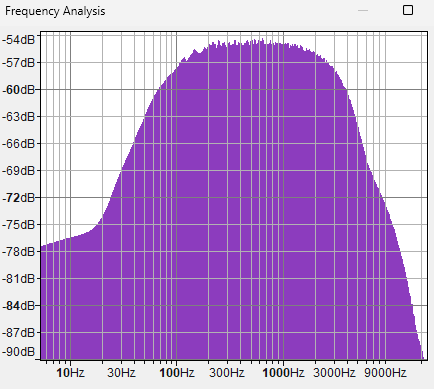 Frequency Analysis
-54dB
-57dB
-60dB
-63dB
-66dB
-69dB
-72dB
-75dB
-78dB
-81dB
-84dB
-87dB
-90dB
10Hz 30Hz 100Hz 300Hz 1000Hz 3000Hz 9000Hz